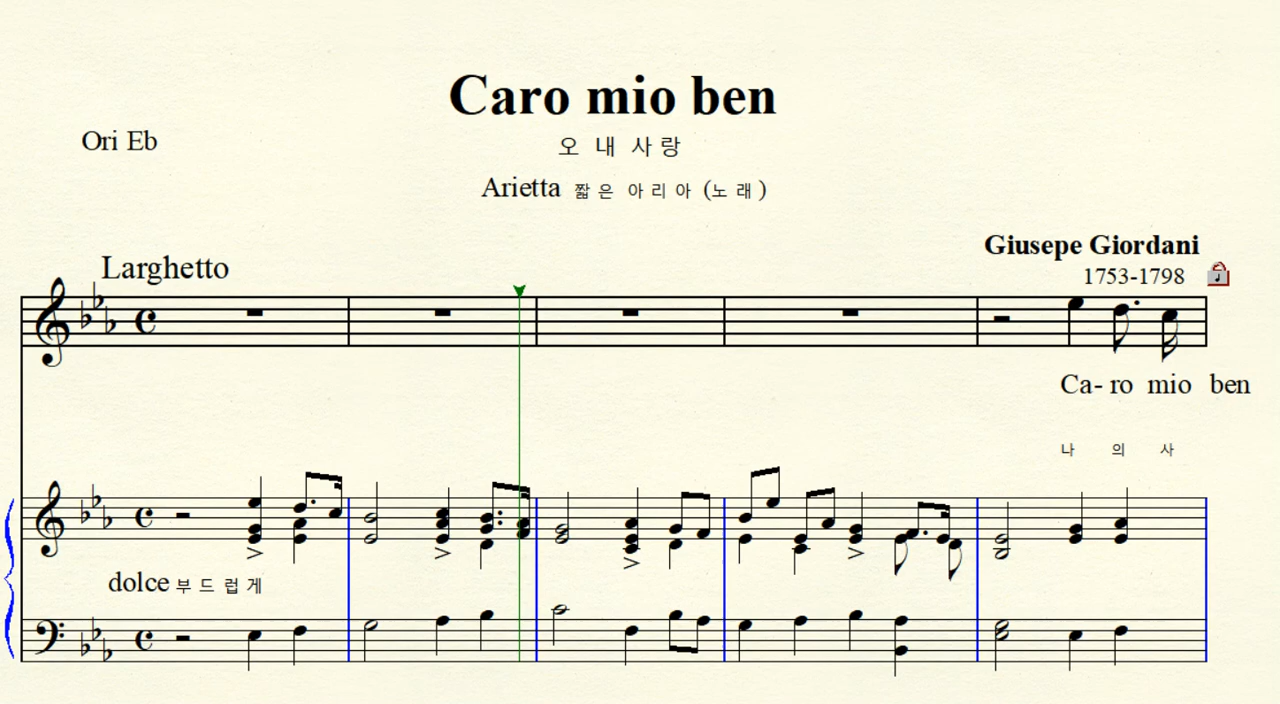 Caro mio ben
Ori Eb
오 내 사랑
Arietta 짧은 아리아 (노래)
Giusepe Giordani
Larghetto
1753-1798
Ca- ro mio ben
나 의 사
dolce 부드럽게